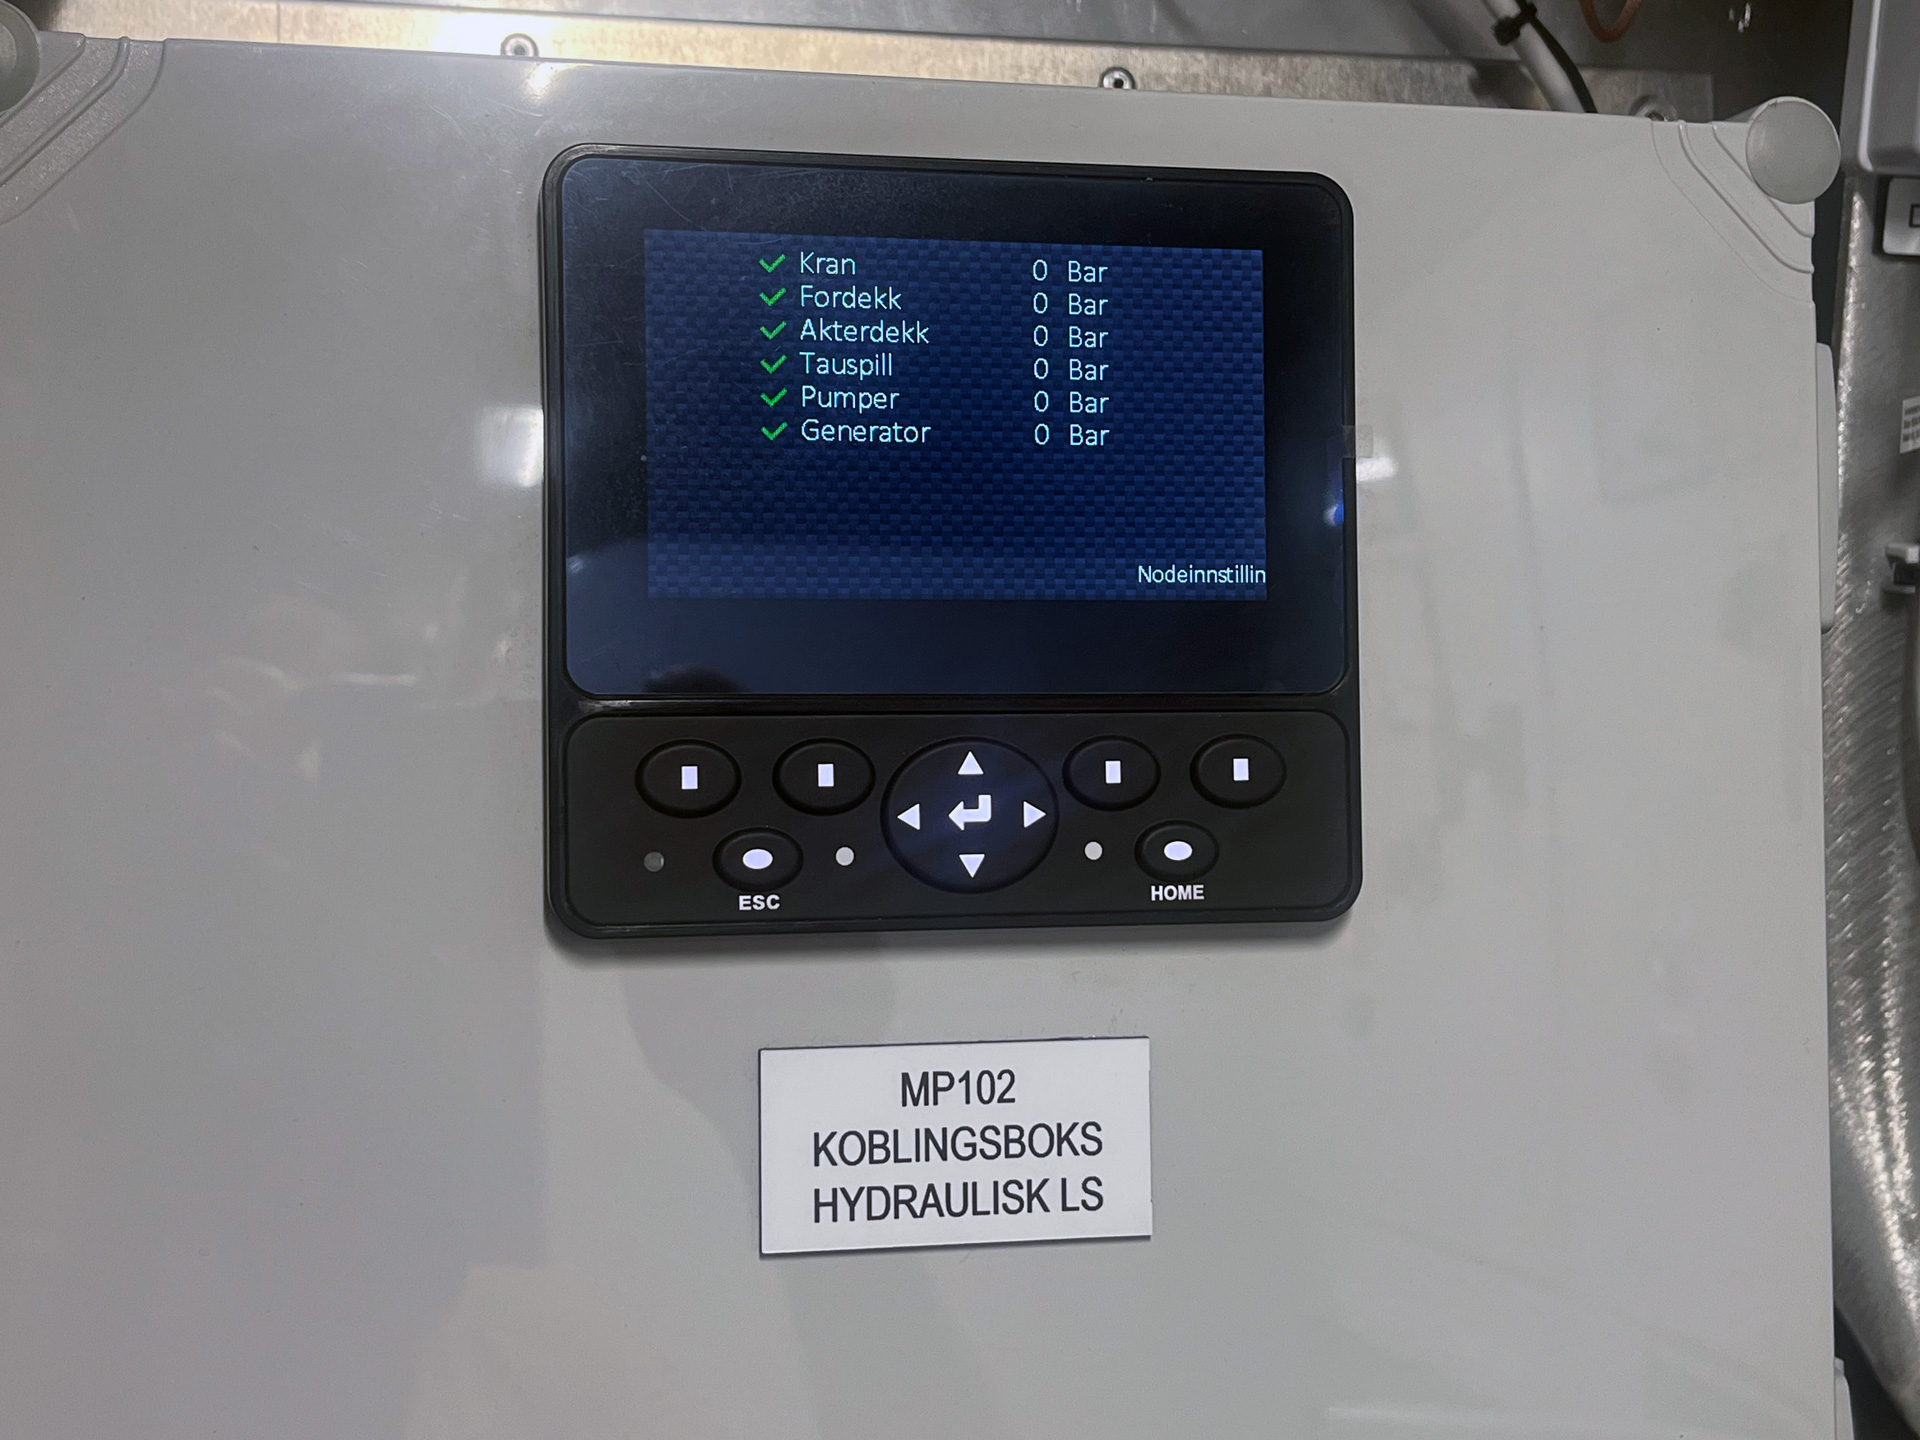 Kran 0 Bar
Fordekk 0 Bar
Akterdekk 0 Bar
Tauspill 0 Bar
Pumper 0 Bar
Generator 0 Bar
Nodeinnstillin
ESC
HOME
MP102
KOBLINGSBOKS
HYDRAULISK LS